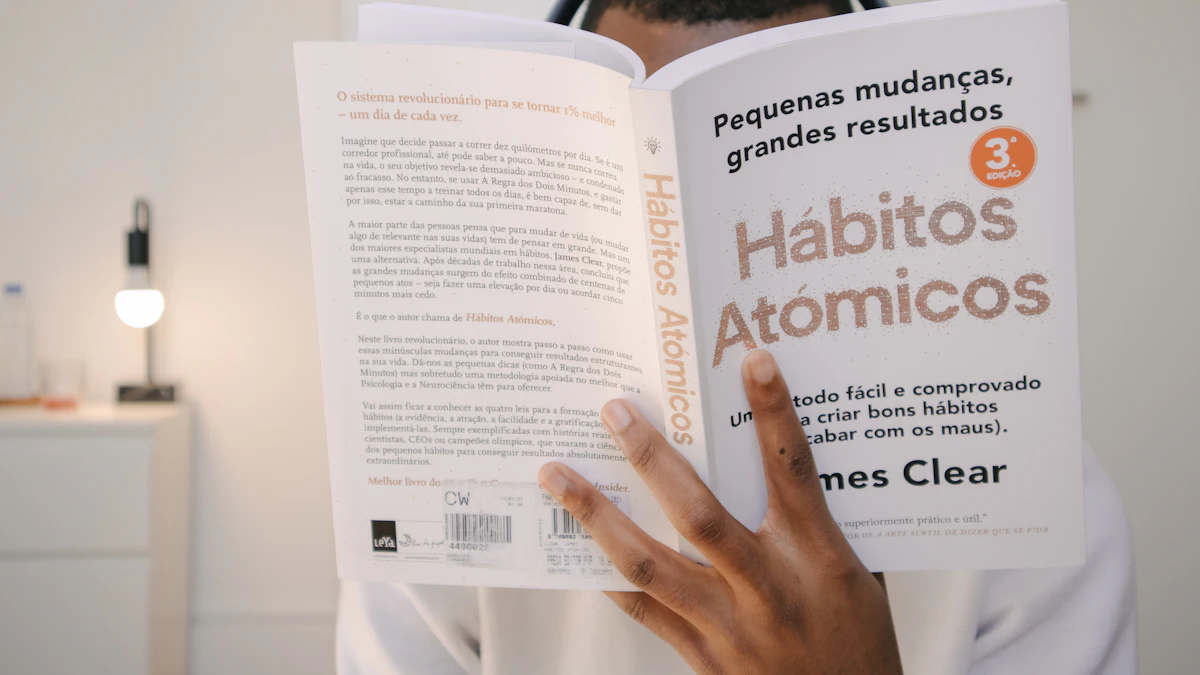 O sistema revolucionário para se tornar 1% melhor
– um dia de cada vez.
Imagine que decide passar a correr dez quilómetros por dia. Se é um
corredor profissional, até pode saber a pouco. Mas se nunca correu
na vida, o seu objetivo revela-se demasiado ambicioso – e condenado
ao fracasso. No entanto, se usar A Regra dos Dois Minutos, e gastar
apenas esse tempo a treinar todos os dias, é bem capaz de, sem dar
por isso, estar a caminho da sua primeira maratona.
A maior parte das pessoas pensa que para mudar de vida (ou mudar
algo de relevante nas suas vidas) tem de pensar em grande. Mas um
dos maiores especialistas mundiais em hábitos, James Clear, propõe
uma alternativa. Após décadas de trabalho nessa área, concluiu que
as grandes mudanças surgem do efeito combinado de centenas de
pequenos atos – seja fazer uma elevação por dia ou acordar cinco
minutos mais cedo.
É o que o autor chama de Hábitos Atómicos.
Neste livro revolucionário, o autor mostra passo a passo como usar
essas minúsculas mudanças para conseguir resultados estruturantes
na sua vida. Dá-nos as pequenas dicas (como A Regra dos Dois
Minutos) mas sobretudo uma metodologia apoiada no melhor que a
Psicologia e a Neurociência têm para oferecer.
Vai assim ficar a conhecer as quatro leis para a formação
hábitos (a evidência, a atração, a facilidade e a gratificação
implementá-las. Sempre exemplificadas com histórias reais
cientistas, CEOs ou campeões olímpicos, que usaram a ciência
dos pequenos hábitos para conseguir resultados absolutamente
extraordinários.
Melhor livro do Insider.
CW
4490028
LEYA
Hábitos Atómicos
Pequenas mudanças,
grandes resultados
3.ª
EDIÇÃO
Hábitos
Atómicos
Um todo fácil e comprovado
a criar bons hábitos
cabar com os maus).
mes Clear
superiormente prático e útil."
OR DE A ARTE SUBTIL DE DIZER QUE SE F*DA